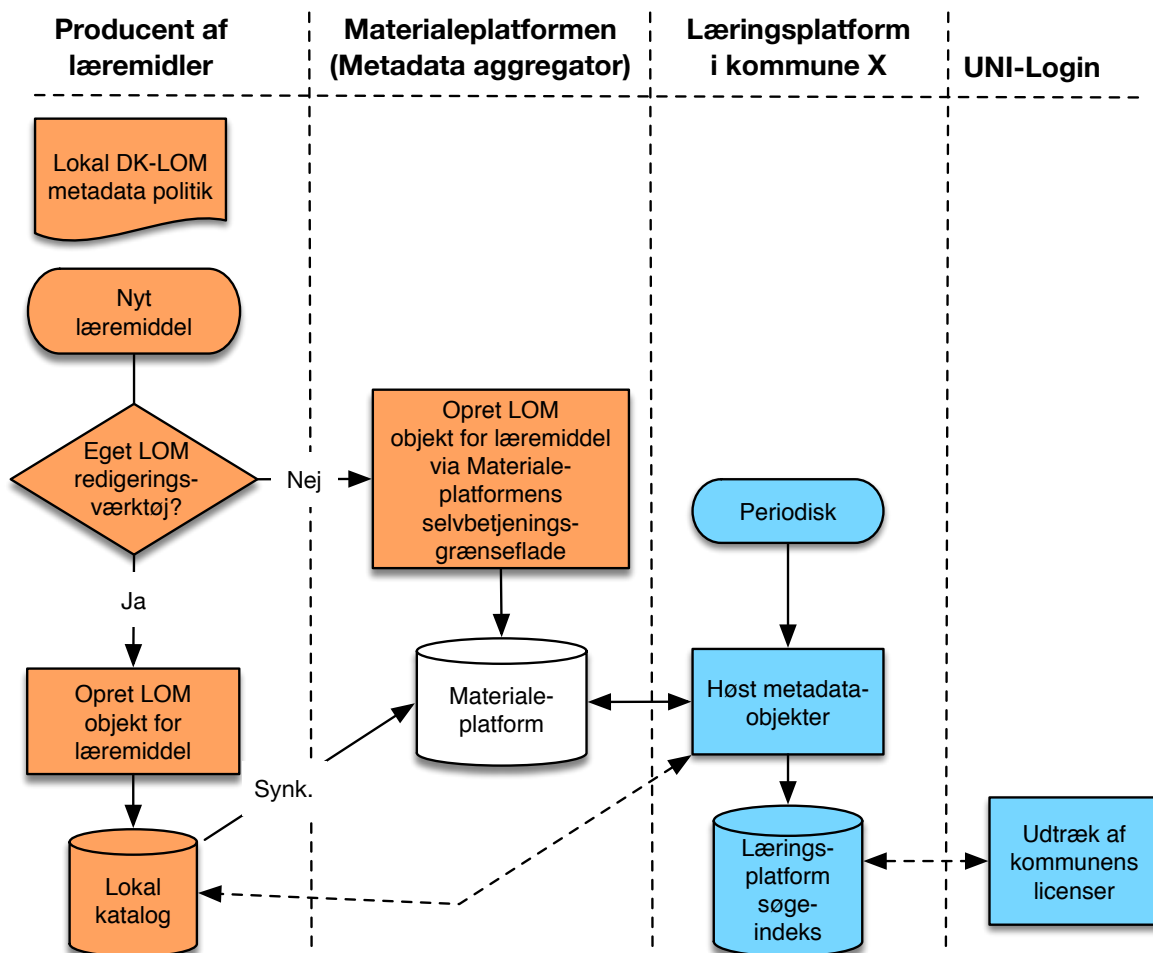 Producent af
læremidler
Materialeplatformen
(Metadata aggregator)
Læringsplatform
i kommune X
UNI-Login
Lokal DK-LOM
metadata politik
Nyt
læremiddel
Eget LOM
redigerings-
værktøj?
Nej
Ja
Opret LOM
objekt for
læremiddel
Synk.
Lokal
katalog
Opret LOM
objekt for læremiddel
via Materiale-
platformens
selvbetjenings-
grænseflade
Materiale-
platform
Periodisk
Høst metadata-
objekter
Lærings-
platform
søge-
indeks
Udtræk af
kommunens
licenser